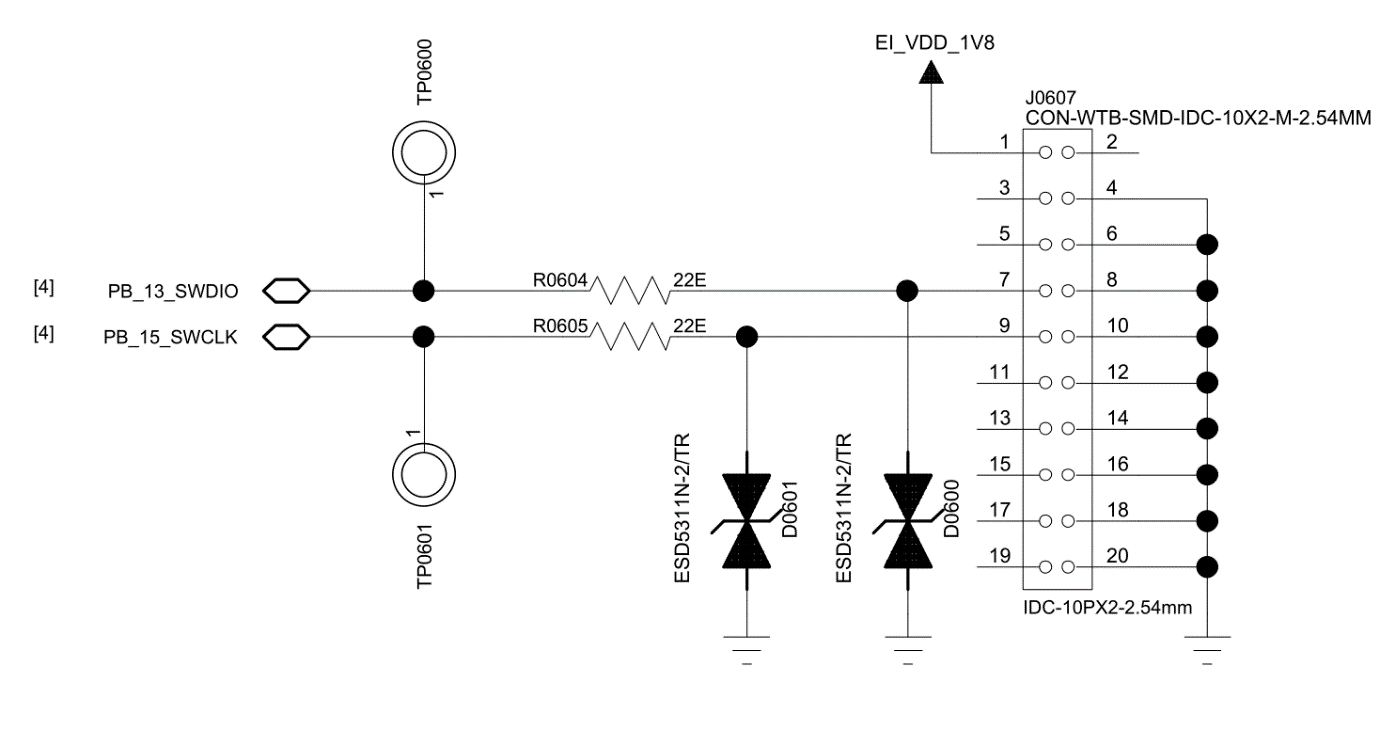 TP0600
1
EI_VDD_1V8
J0607
CON-WTB-SMD-IDC-10X2-M-2.54MM
1 2
3 4
5 6
[4] PB_13_SWDIO R0604 22E 7 8
[4] PB_15_SWCLK R0605 22E 9 10
11 12
1
13 14
15 16
17 18
19 20
TP0601
ESD5311N-2/TR
D0601
ESD5311N-2/TR
D0600
IDC-10PX2-2.54mm